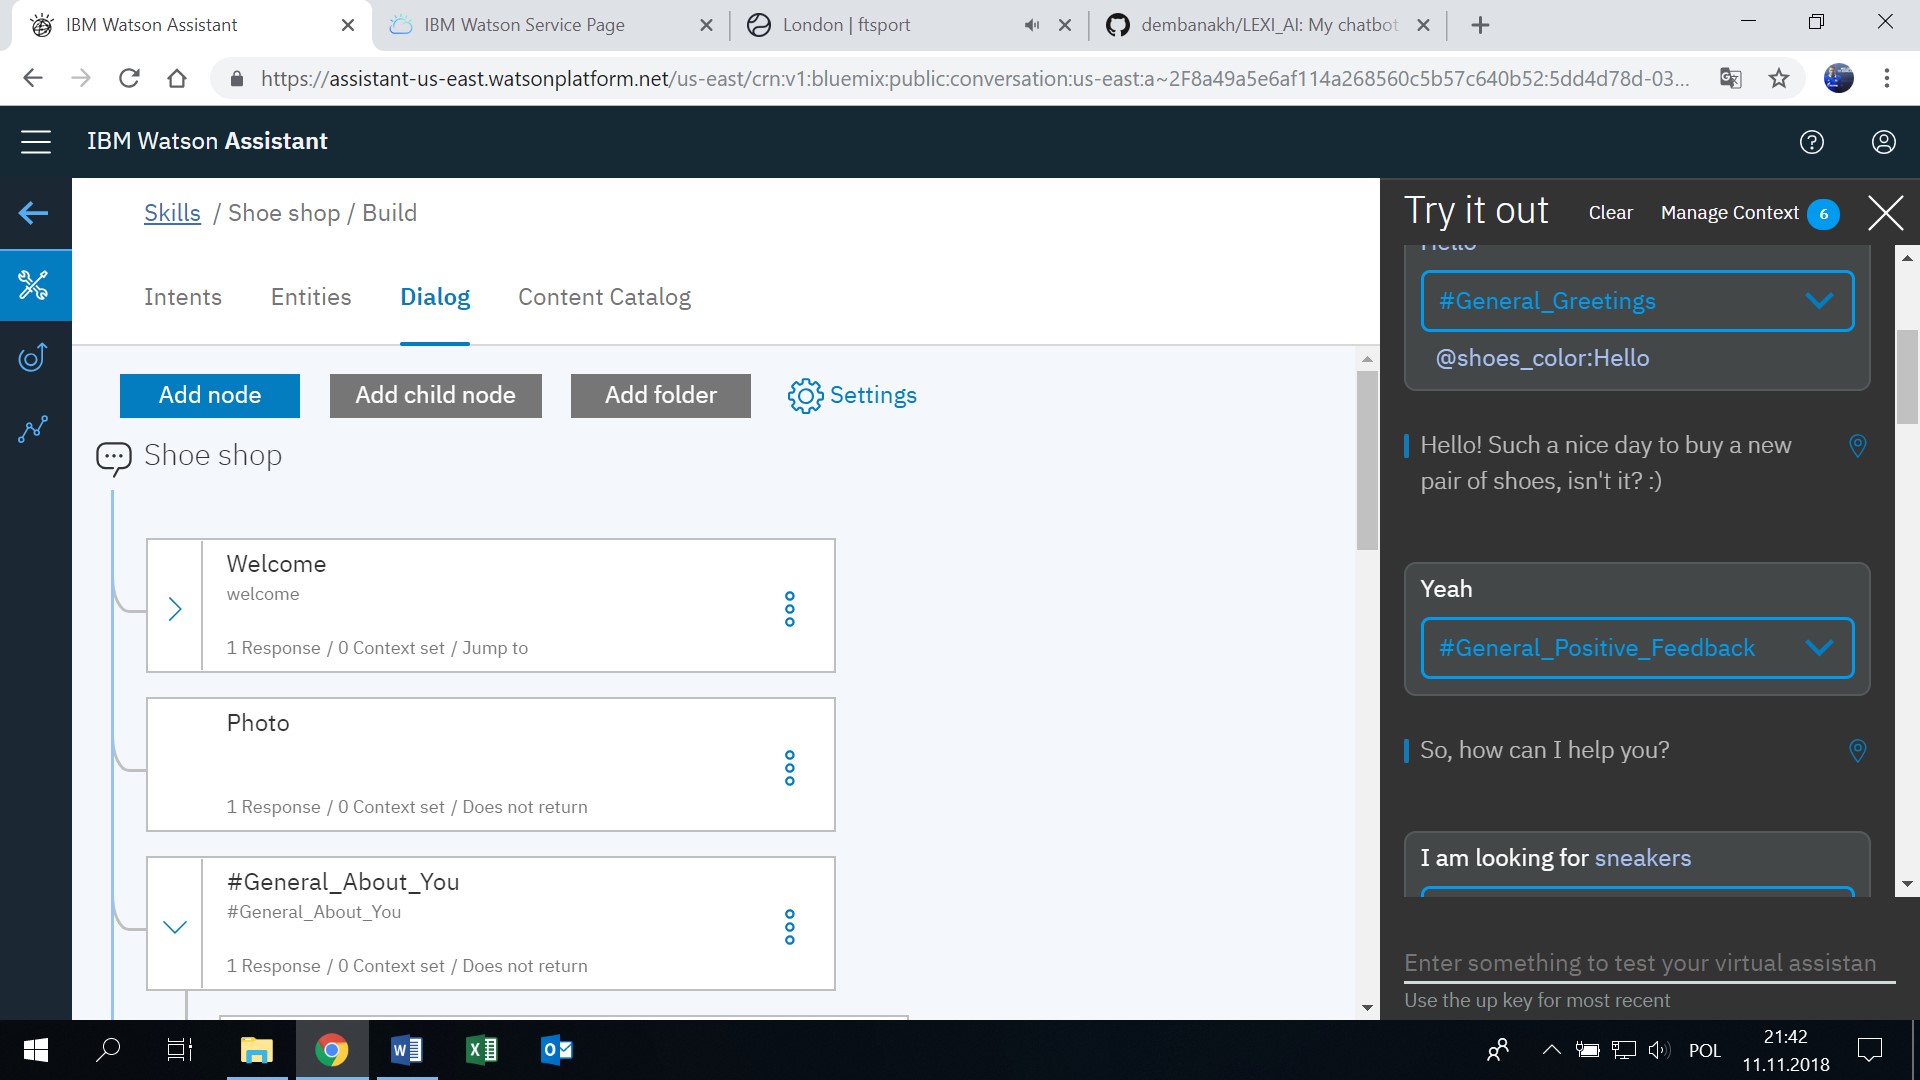 IBM Watson Assistant
IBM Watson Service Page
London | ftsport
dembanakh/LEXI_AI: My chatbot
https://assistant-us-east.watsonplatform.net/us-east/crn:v1:bluemix:public:conversation:us-east:a~2F8a49a5e6af114a268560c5b57c640b52:5dd4d78d-03...
IBM Watson Assistant
Skills / Shoe shop / Build
Intents
Entities
Dialog
Content Catalog
Add node
Add child node
Add folder
Settings
Shoe shop
Welcome
welcome
1 Response / 0 Context set / Jump to
Photo
1 Response / 0 Context set / Does not return
#General_About_You
#General_About_You
1 Response / 0 Context set / Does not return
Try it out
Clear
Manage Context 6
Hello
#General_Greetings
@shoes_color:Hello
Hello! Such a nice day to buy a new
pair of shoes, isn't it? :)
Yeah
#General_Positive_Feedback
So, how can I help you?
I am looking for sneakers
Enter something to test your virtual assistan
Use the up key for most recent
POL
21:42
11.11.2018